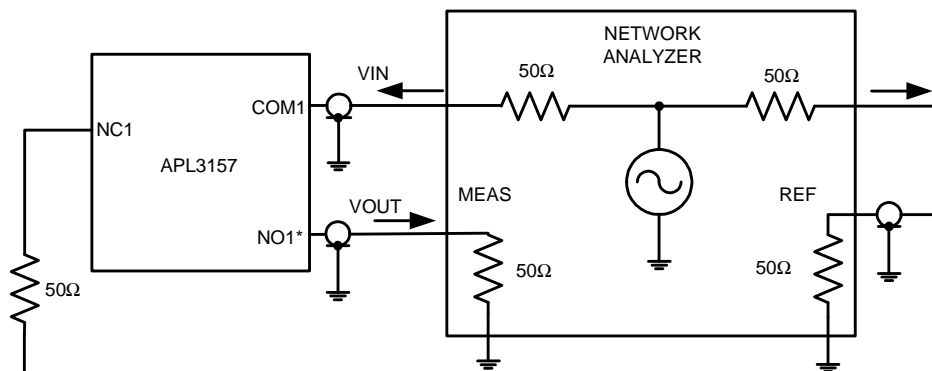 NETWORK
ANALYZER
50Ω
50Ω
VIN
COM1
NC1
APL3157
MEAS
REF
VOUT
NO1*
50Ω
50Ω
50Ω